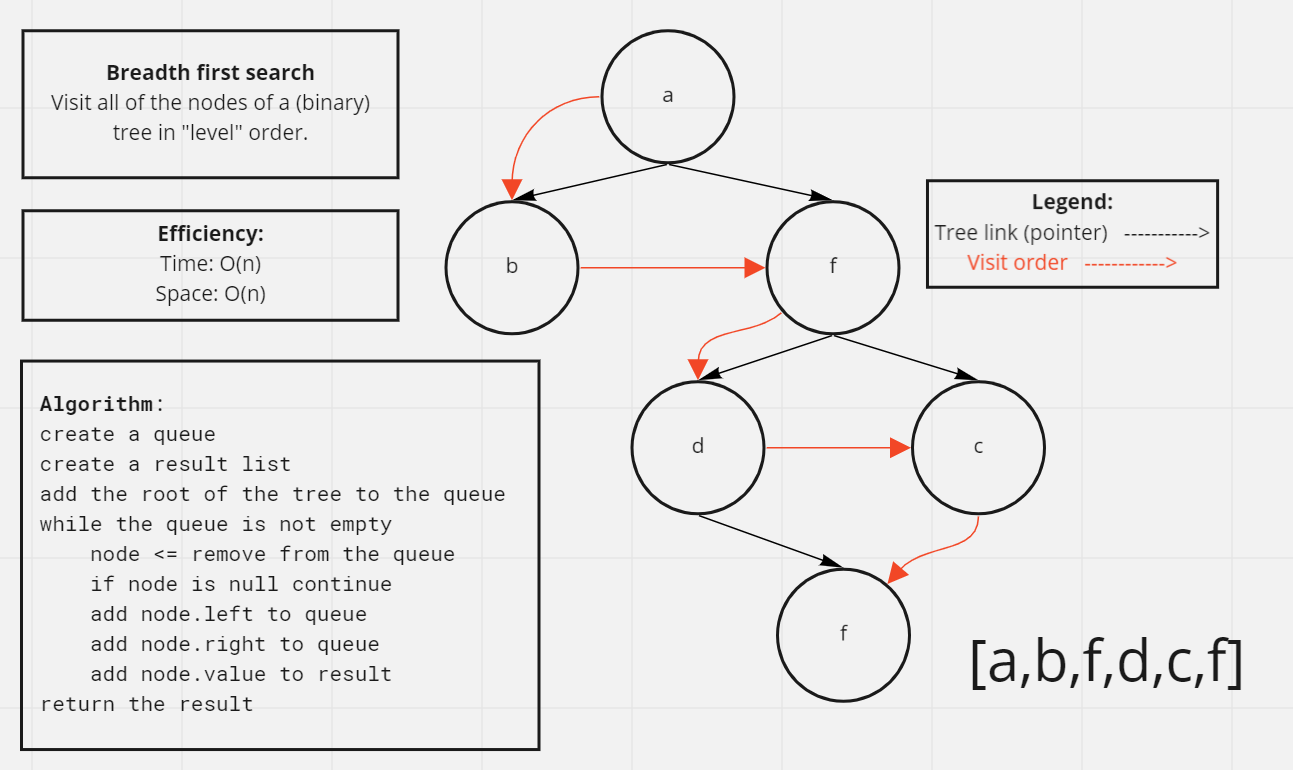 Breadth first search
Visit all of the nodes of a (binary)
tree in "level" order.
Efficiency:
Time: O(n)
Space: O(n)
Algorithm:
create a queue
create a result list
add the root of the tree to the queue
while the queue is not empty
    node <= remove from the queue
    if node is null continue
    add node.left to queue
    add node.right to queue
    add node.value to result
return the result
a
b
f
d
c
f
Legend:
Tree link (pointer) ----------->
Visit order ------------>
[a,b,f,d,c,f]